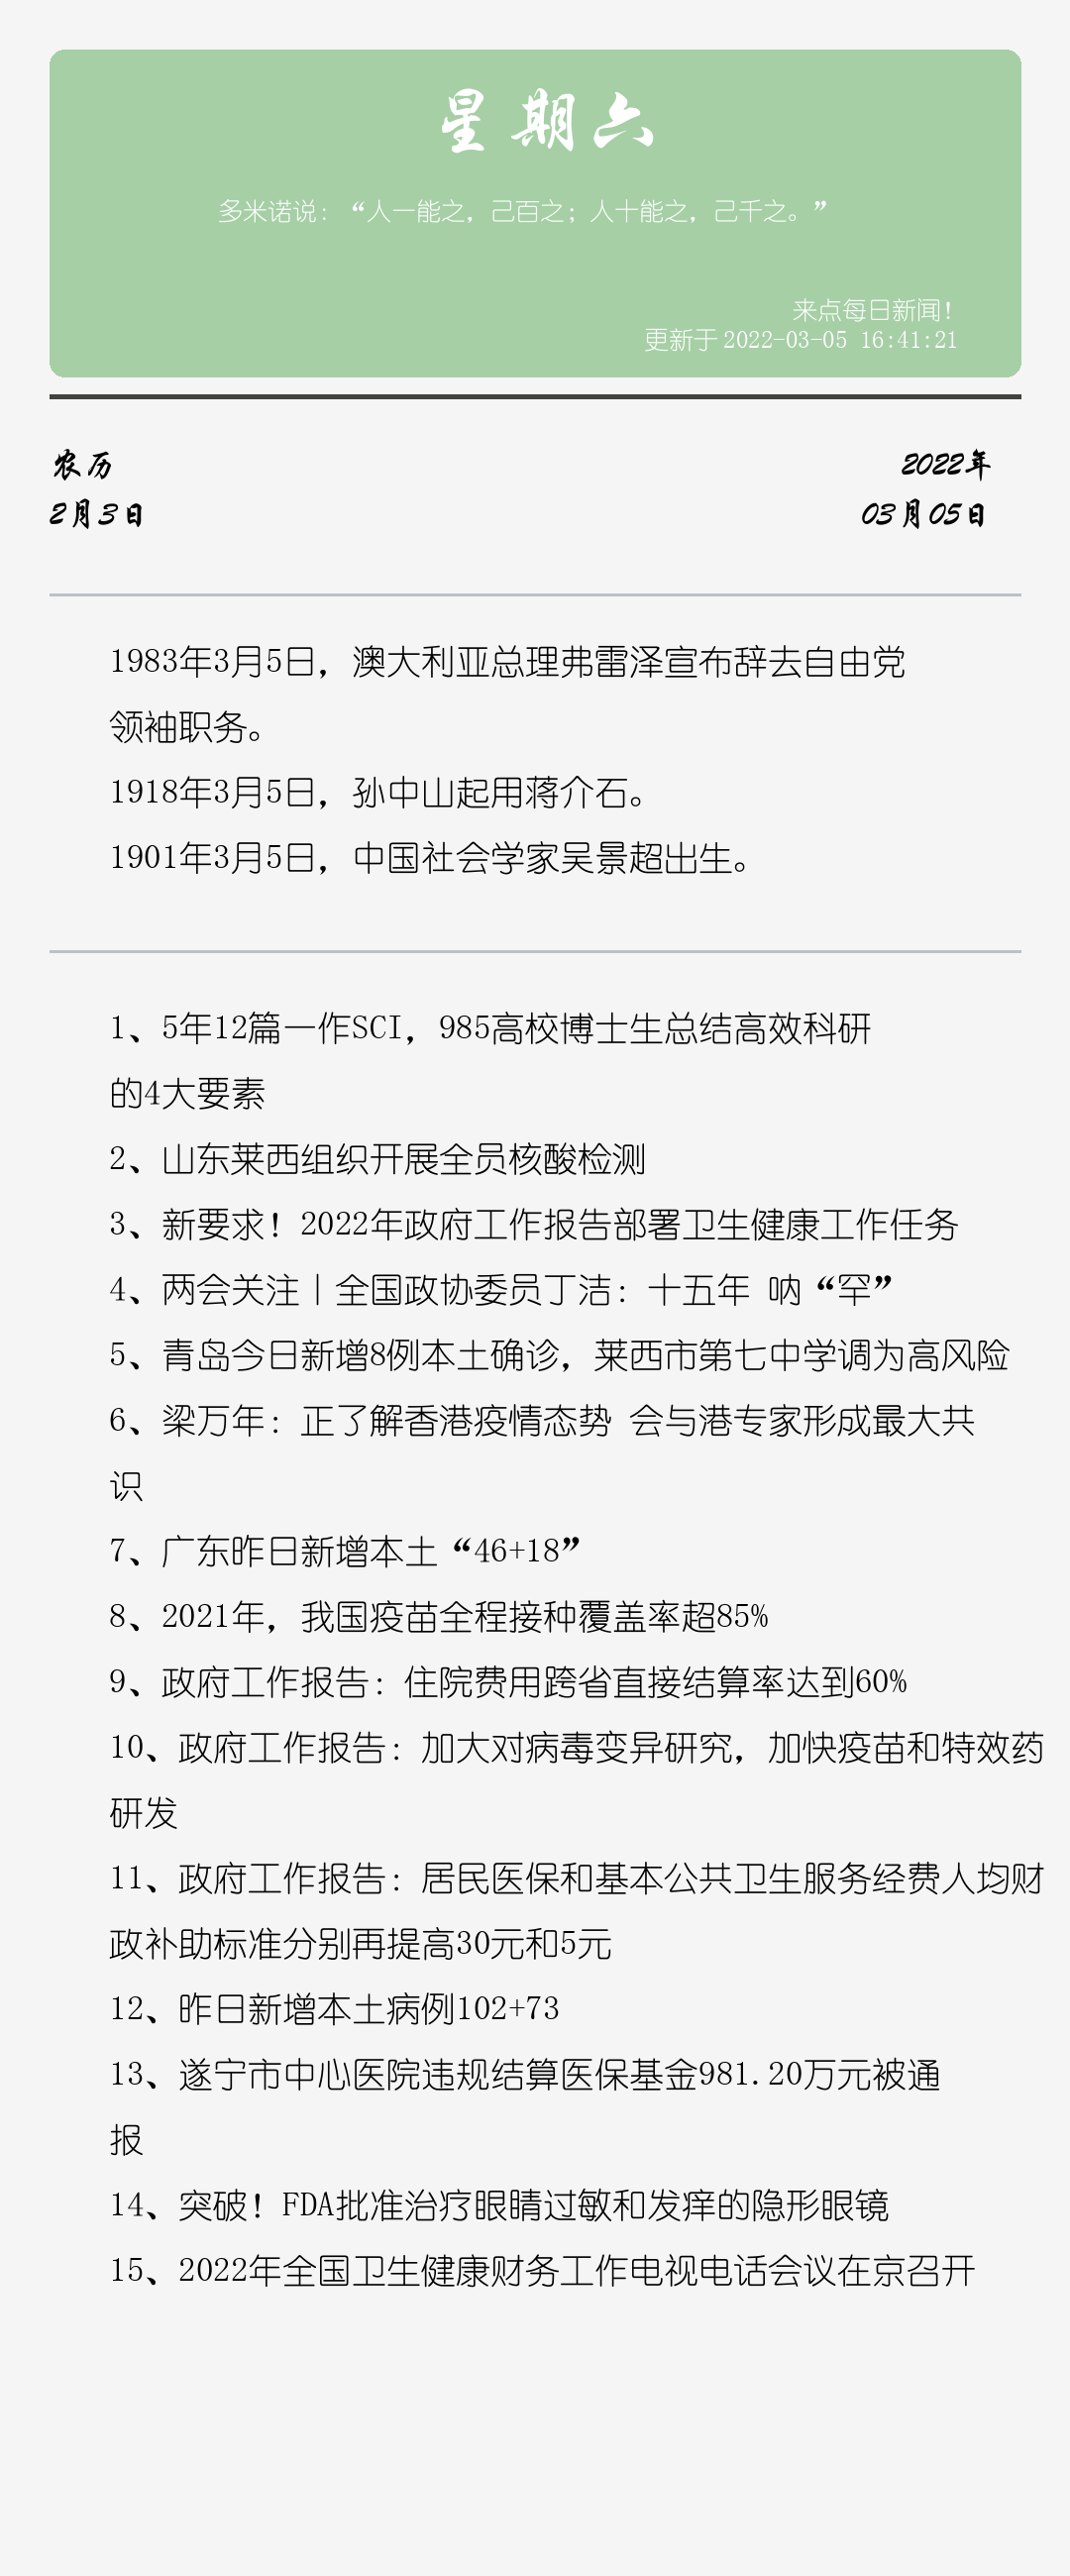 星期六
多米诺说：“人一能之，己百之；人十能之，己千之。”
来点每日新闻！
更新于 2022-03-05 16:41:21
农历
2022年
2月3日
03月05日
1983年3月5日，澳大利亚总理弗雷泽宣布辞去自由党
领袖职务。
1918年3月5日，孙中山起用蒋介石。
1901年3月5日，中国社会学家吴景超出生。
1、5年12篇一作SCI，985高校博士生总结高效科研
的4大要素
2、山东莱西组织开展全员核酸检测
3、新要求！2022年政府工作报告部署卫生健康工作任务
4、两会关注丨全国政协委员丁洁：十五年 呐“罕”
5、青岛今日新增8例本土确诊，莱西市第七中学调为高风险
6、梁万年：正了解香港疫情态势 会与港专家形成最大共
识
7、广东昨日新增本土“46+18”
8、2021年，我国疫苗全程接种覆盖率超85%
9、政府工作报告：住院费用跨省直接结算率达到60%
10、政府工作报告：加大对病毒变异研究，加快疫苗和特效药
研发
11、政府工作报告：居民医保和基本公共卫生服务经费人均财
政补助标准分别再提高30元和5元
12、昨日新增本土病例102+73
13、遂宁市中心医院违规结算医保基金981.20万元被通
报
14、突破！FDA批准治疗眼睛过敏和发痒的隐形眼镜
15、2022年全国卫生健康财务工作电视电话会议在京召开